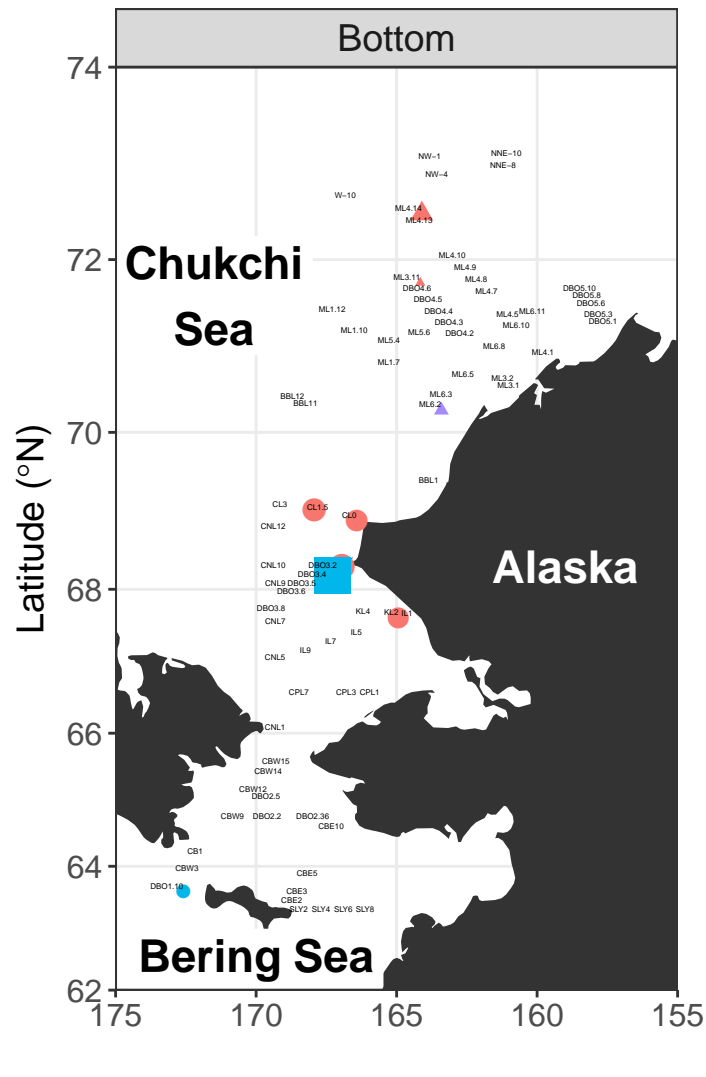 Bottom
74
NW−1
NNE−10
NNE−8
NW−4
W−10
ML4.14
ML4.13
72
Chukchi
Sea
ML4.10
ML4.9
ML3.11
ML4.8
DBO4.6
ML4.7
DBO4.5
DBO5.10
DBO5.8
DBO5.6
ML1.12
DBO4.4
ML4.5
ML6.11
DBO5.3
DBO4.3
ML6.10
DBO5.1
ML1.10
ML5.6
DBO4.2
ML5.4
ML6.8
ML4.1
ML1.7
ML6.5
ML3.2
ML3.1
BBL12
BBL11
ML6.3
ML6.2
70
BBL1
CL3
CL1.5
CL0
CNL12
Latitude (°N)
CNL10
DBO3.2
DBO3.4
CNL9
DBO3.5
DBO3.6
Alaska
68
DBO3.8
KL4
KL2
IL1
CNL7
IL5
IL7
IL9
CNL5
CPL7
CPL3
CPL1
66
CNL1
CBW15
CBW14
CBW12
DBO2.5
CBW9
DBO2.2
DBO2.36
CBE10
CB1
64
CBW3
CBE5
DBO1.10
CBE3
CBE2
SLY2
SLY4
SLY6
SLY8
Bering Sea
62
175
170
165
160
155